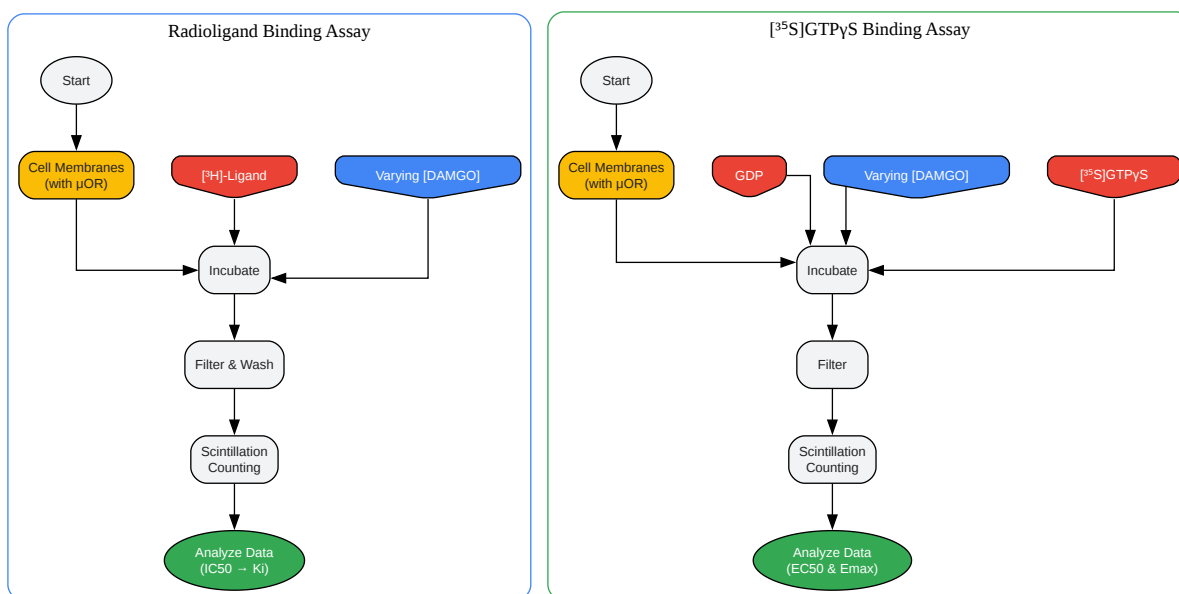 Radioligand Binding Assay
Start
Cell Membranes
(with μOR)
[³H]-Ligand
Varying [DAMGO]
Incubate
Filter & Wash
Scintillation
Counting
Analyze Data
(IC50 → Ki)
[³⁵S]GTPγS Binding Assay
Start
Cell Membranes
(with μOR)
GDP
Varying [DAMGO]
[³⁵S]GTPγS
Incubate
Filter
Scintillation
Counting
Analyze Data
(EC50 & Emax)